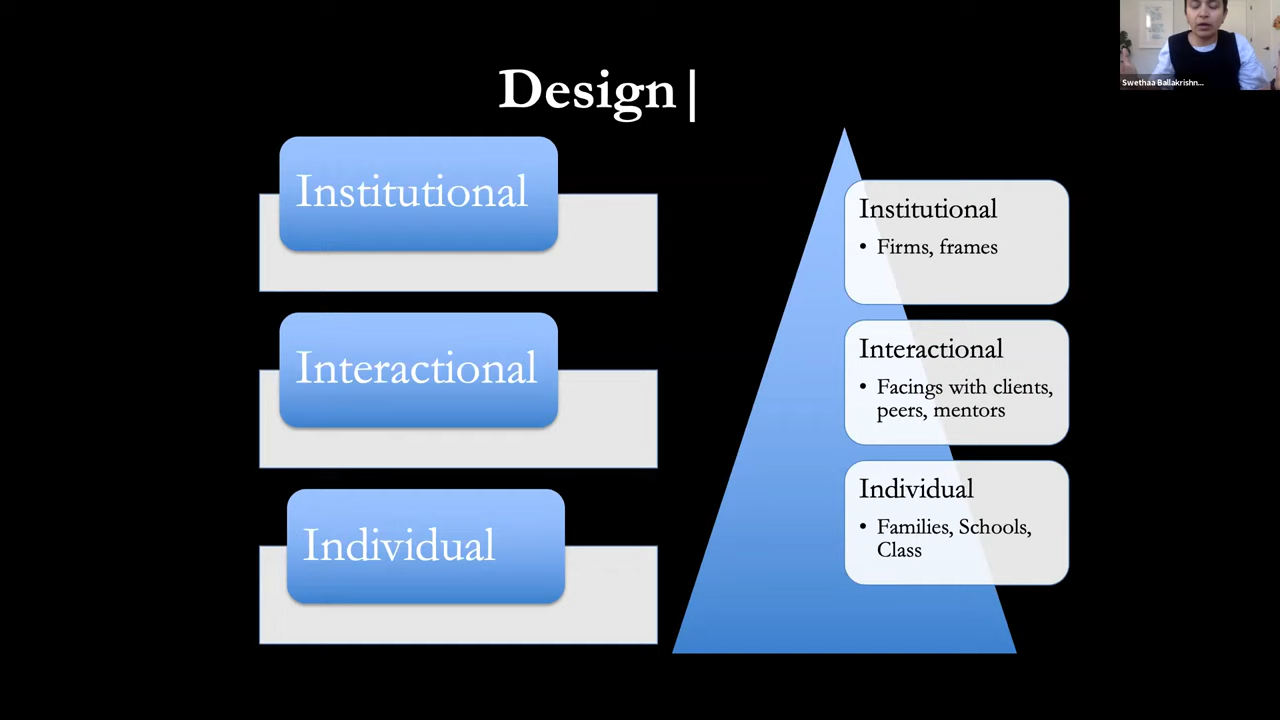 Design|
Institutional
Interactional
Individual
Institutional
• Firms, frames
Interactional
• Facings with clients,
peers, mentors
Individual
• Families, Schools,
Class
Swethaa Ballakrishn...